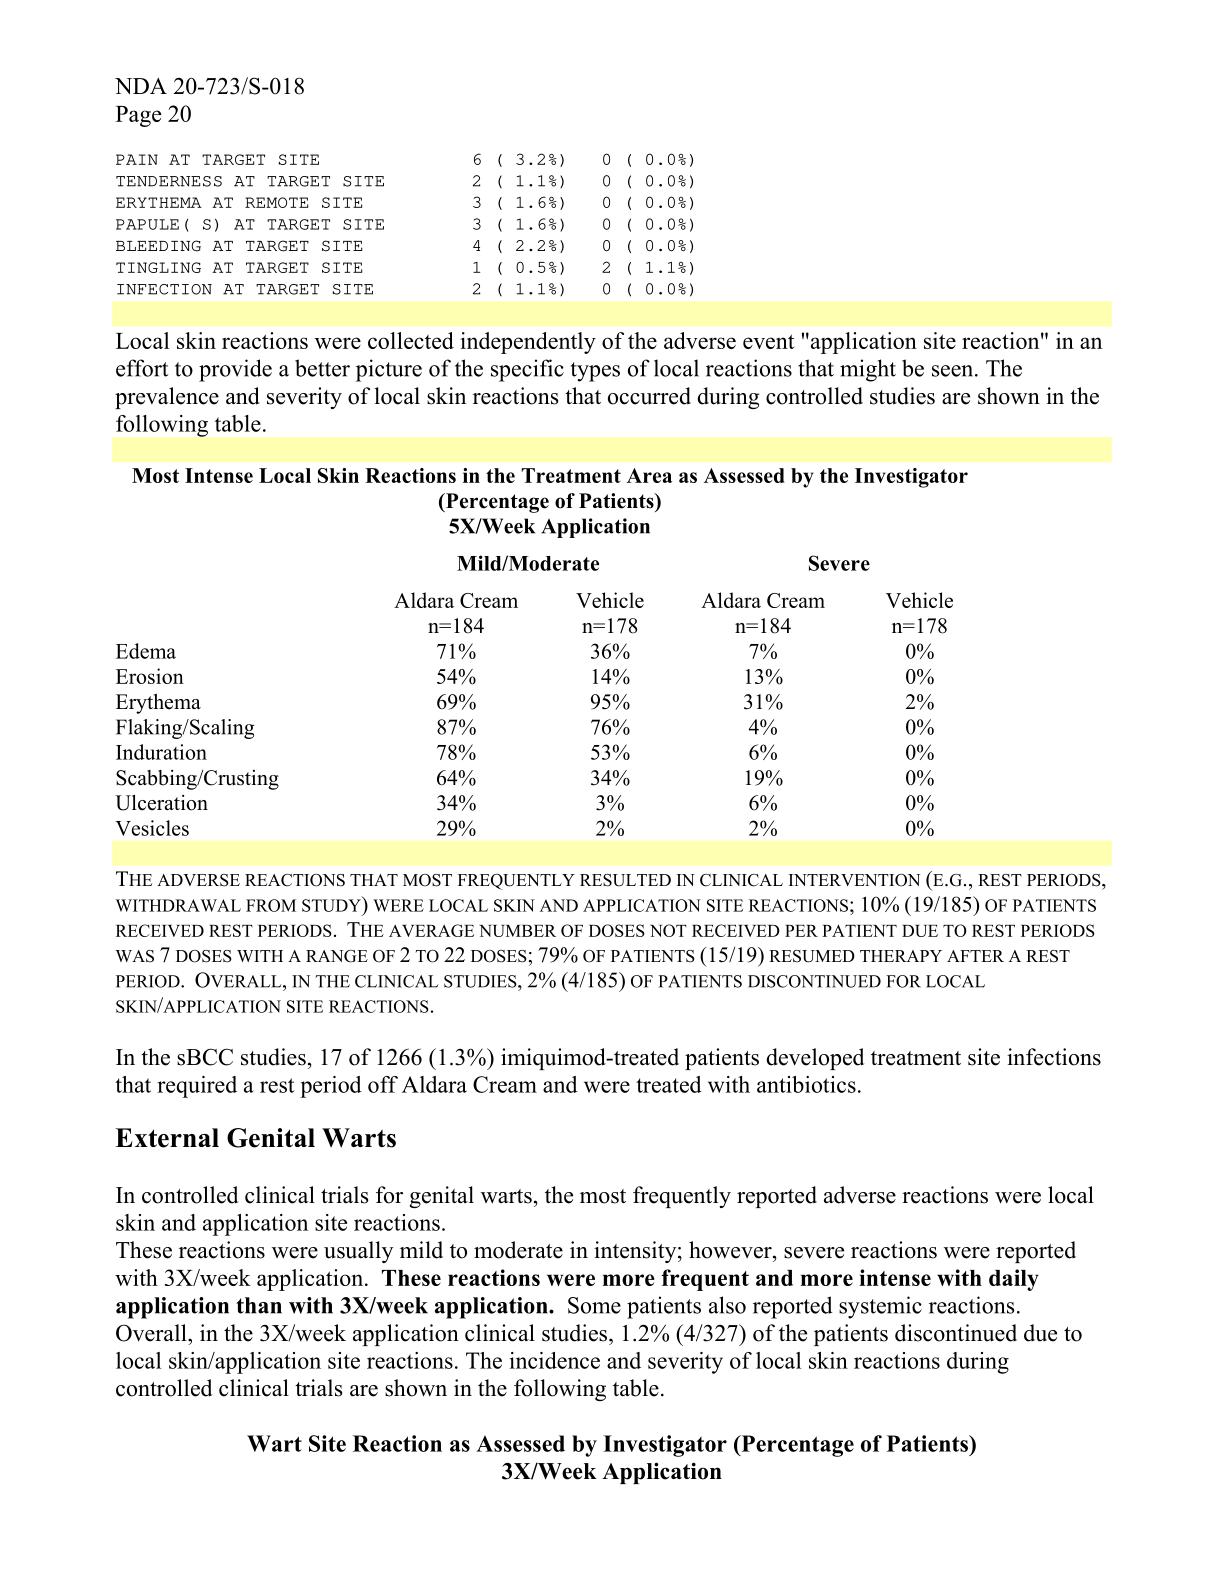 NDA 20-723/S-018
Page 20
PAIN AT TARGET SITE 6 ( 3.2%) 0 ( 0.0%)
TENDERNESS AT TARGET SITE 2 ( 1.1%) 0 ( 0.0%)
ERYTHEMA AT REMOTE SITE 3 ( 1.6%) 0 ( 0.0%)
PAPULE( S) AT TARGET SITE 3 ( 1.6%) 0 ( 0.0%)
BLEEDING AT TARGET SITE 4 ( 2.2%) 0 ( 0.0%)
TINGLING AT TARGET SITE 1 ( 0.5%) 2 ( 1.1%)
INFECTION AT TARGET SITE 2 ( 1.1%) 0 ( 0.0%)
Local skin reactions were collected independently of the adverse event "application site reaction" in an
effort to provide a better picture of the specific types of local reactions that might be seen. The
prevalence and severity of local skin reactions that occurred during controlled studies are shown in the
following table.
Most Intense Local Skin Reactions in the Treatment Area as Assessed by the Investigator
(Percentage of Patients)
5X/Week Application
Mild/Moderate Severe
Aldara Cream Vehicle Aldara Cream Vehicle
n=184 n=178 n=184 n=178
Edema 71% 36% 7% 0%
Erosion 54% 14% 13% 0%
Erythema 69% 95% 31% 2%
Flaking/Scaling 87% 76% 4% 0%
Induration 78% 53% 6% 0%
Scabbing/Crusting 64% 34% 19% 0%
Ulceration 34% 3% 6% 0%
Vesicles 29% 2% 2% 0%
THE ADVERSE REACTIONS THAT MOST FREQUENTLY RESULTED IN CLINICAL INTERVENTION (E.G., REST PERIODS,
WITHDRAWAL FROM STUDY) WERE LOCAL SKIN AND APPLICATION SITE REACTIONS; 10% (19/185) OF PATIENTS
RECEIVED REST PERIODS. THE AVERAGE NUMBER OF DOSES NOT RECEIVED PER PATIENT DUE TO REST PERIODS
WAS 7 DOSES WITH A RANGE OF 2 TO 22 DOSES; 79% OF PATIENTS (15/19) RESUMED THERAPY AFTER A REST
PERIOD. OVERALL, IN THE CLINICAL STUDIES, 2% (4/185) OF PATIENTS DISCONTINUED FOR LOCAL
SKIN/APPLICATION SITE REACTIONS.
In the sBCC studies, 17 of 1266 (1.3%) imiquimod-treated patients developed treatment site infections
that required a rest period off Aldara Cream and were treated with antibiotics.
External Genital Warts
In controlled clinical trials for genital warts, the most frequently reported adverse reactions were local
skin and application site reactions.
These reactions were usually mild to moderate in intensity; however, severe reactions were reported
with 3X/week application. These reactions were more frequent and more intense with daily
application than with 3X/week application. Some patients also reported systemic reactions.
Overall, in the 3X/week application clinical studies, 1.2% (4/327) of the patients discontinued due to
local skin/application site reactions. The incidence and severity of local skin reactions during
controlled clinical trials are shown in the following table.
Wart Site Reaction as Assessed by Investigator (Percentage of Patients)
3X/Week Application